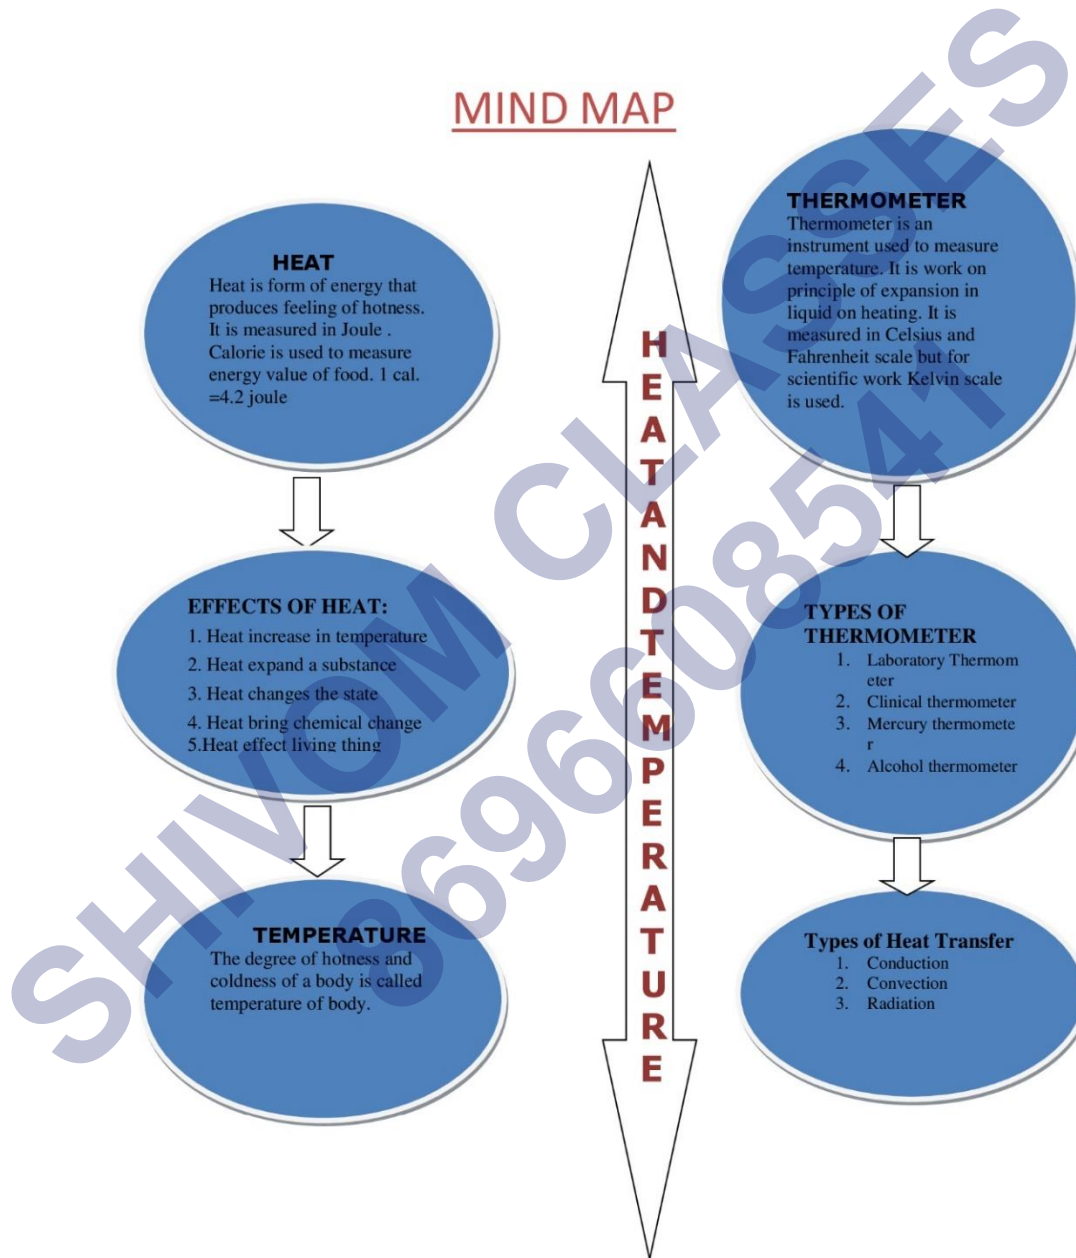 MIND MAP
HEAT
Heat is form of energy that
produces feeling of hotness.
It is measured in Joule .
Calorie is used to measure
energy value of food. 1 cal.
=4.2 joule
EFFECTS OF HEAT:
1. Heat increase in temperature
2. Heat expand a substance
3. Heat changes the state
4. Heat bring chemical change
5.Heat effect living thing
TEMPERATURE
The degree of hotness and
coldness of a body is called
temperature of body.
HEATANDTEMPERATURE
THERMOMETER
Thermometer is an
instrument used to measure
temperature. It is work on
principle of expansion in
liquid on heating. It is
measured in Celsius and
Fahrenheit scale but for
scientific work Kelvin scale
is used.
TYPES OF
THERMOMETER
1. Laboratory Thermom
eter
2. Clinical thermometer
3. Mercury thermomete
r
4. Alcohol thermometer
Types of Heat Transfer
1. Conduction
2. Convection
3. Radiation
SHIVOM CLASSES
8696608541